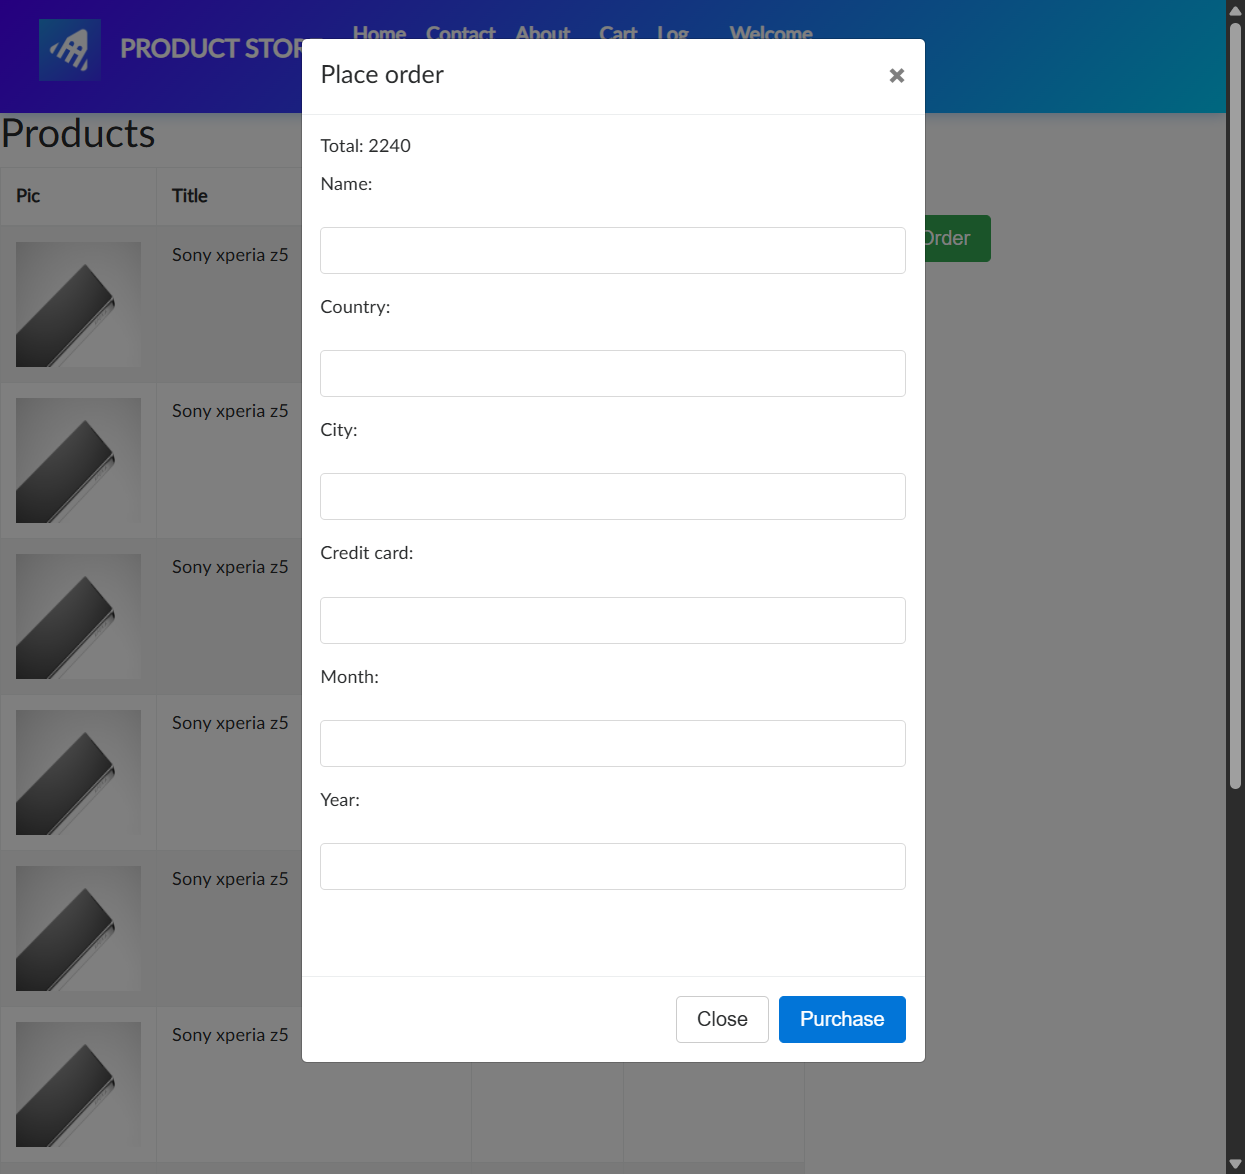 PRODUCT STOR
Home Contact About Cart Log Welcome
Place order
×
Products
Total: 2240
Name:
Pic Title
Order
Sony xperia z5
Country:
Sony xperia z5
City:
Credit card:
Sony xperia z5
Month:
Sony xperia z5
Year:
Sony xperia z5
Close Purchase
Sony xperia z5